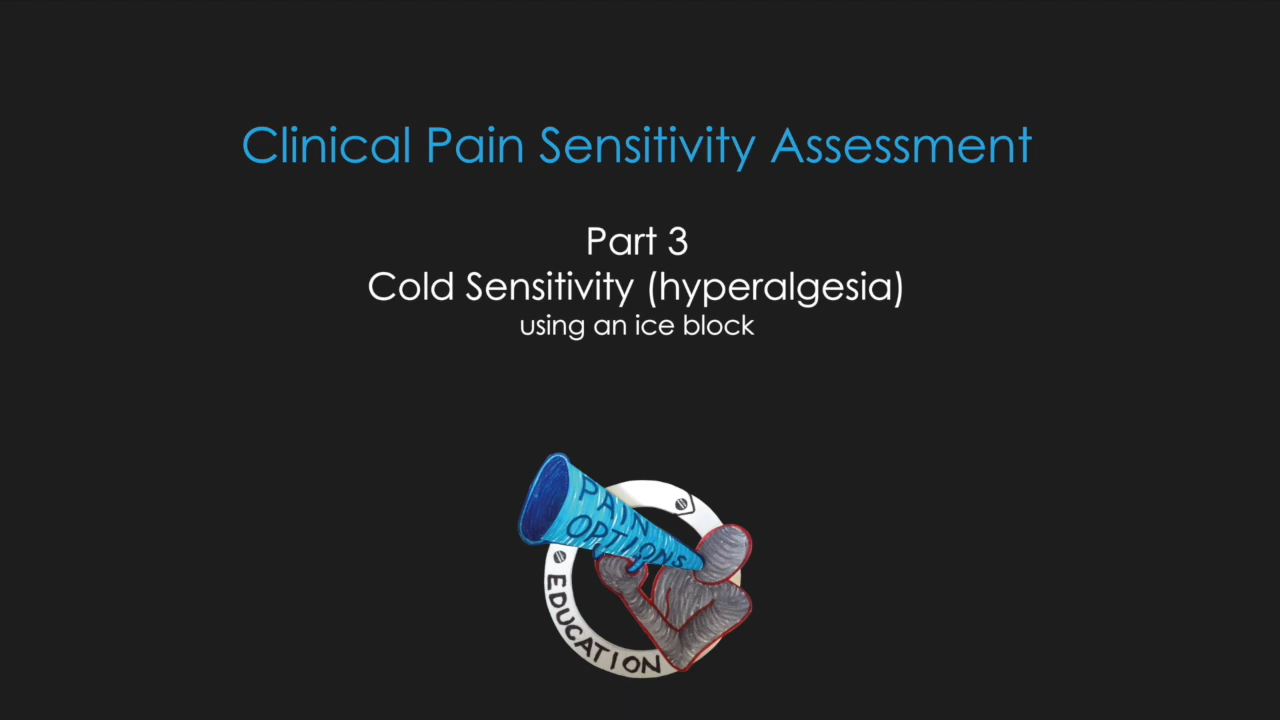 Clinical Pain Sensitivity Assessment
Part 3
Cold Sensitivity (hyperalgesia)
using an ice block
PAIN
OPTIONS
EDUCATION